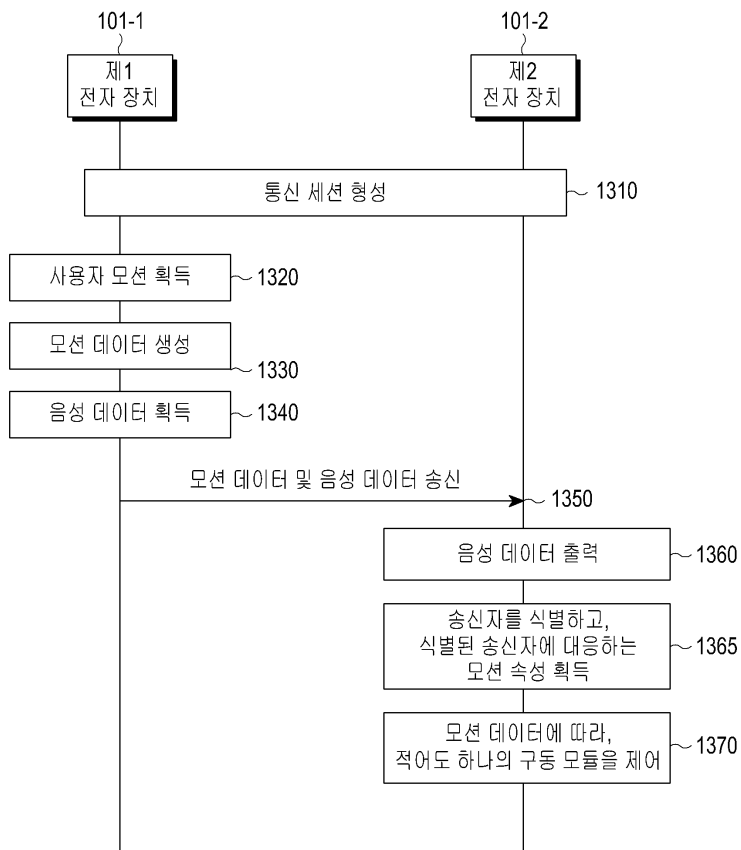 101-1
제1
전자 장치
101-2
제2
전자 장치
통신 세션 형성
1310
사용자 모션 획득
1320
모션 데이터 생성
1330
음성 데이터 획득
1340
모션 데이터 및 음성 데이터 송신
1350
음성 데이터 출력
1360
송신자를 식별하고,
식별된 송신자에 대응하는
모션 속성 획득
1365
모션 데이터에 따라,
적어도 하나의 구동 모듈을 제어
1370